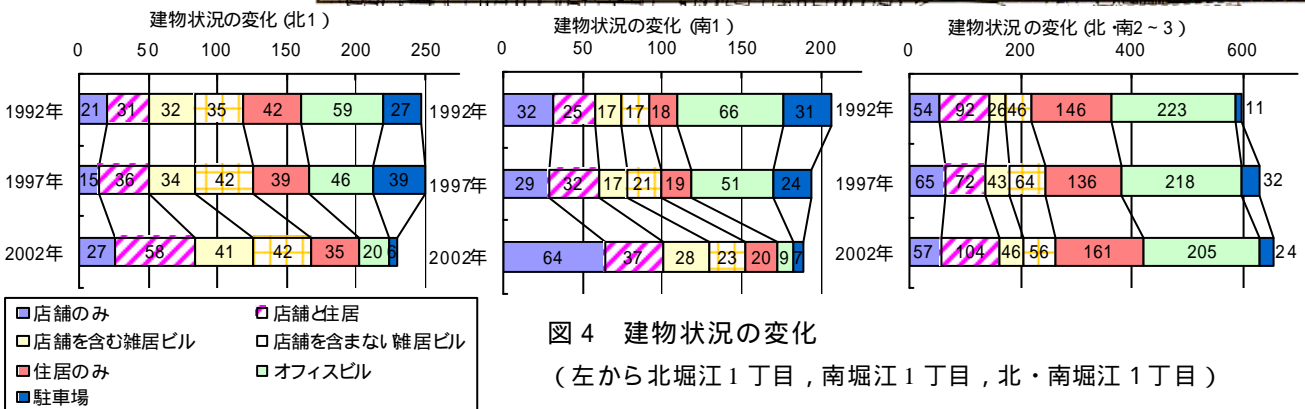 建物状況の変化 (北1)
0 50 100 150 200 250
1992年 21 31 32 35 42 59 27
1997年 15 36 34 42 39 46 39
2002年 27 58 41 42 35 20 6
建物状況の変化 (南1)
0 50 100 150 200
1992年 32 25 17 17 18 66 31
1997年 29 32 17 21 19 51 24
2002年 64 37 28 23 20 9 7
建物状況の変化 (北・南2~3)
0 200 400 600
1992年 54 92 26 46 146 223 11
1997年 65 72 43 64 136 218 32
2002年 57 104 46 56 161 205 24
店舗のみ 店舗と住居
店舗を含む雑居ビル 店舗を含まない雑居ビル
住居のみ オフィスビル
駐車場
図4 建物状況の変化
(左から北堀江1丁目,南堀江1丁目,北・南堀江1丁目)